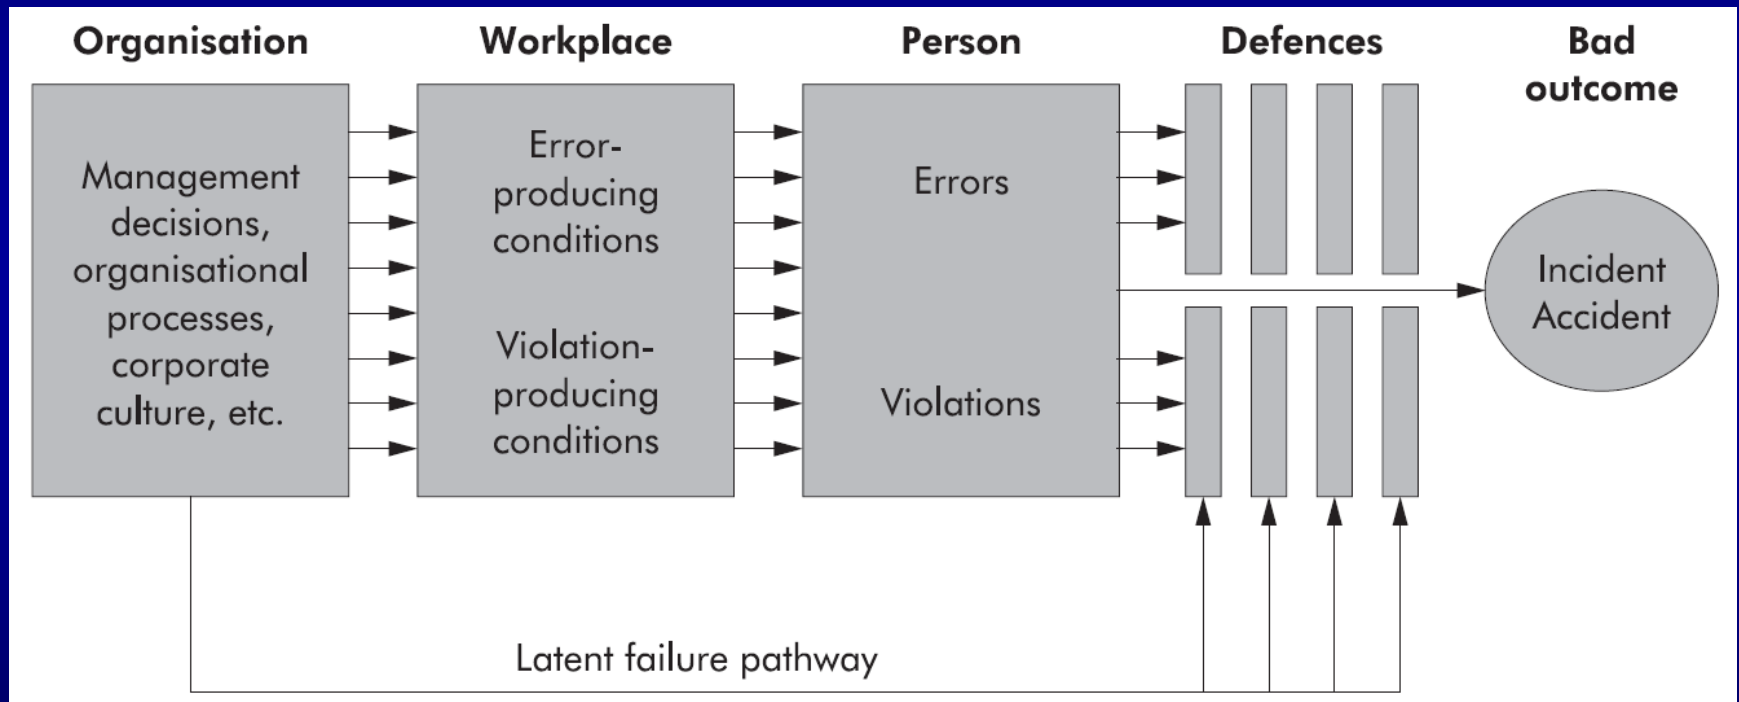 Organisation
Workplace
Person
Defences
Bad
outcome
Management
decisions,
organisational
processes,
corporate
culture, etc.
Error-
producing
conditions
Violation-
producing
conditions
Errors
Violations
Incident
Accident
Latent failure pathway